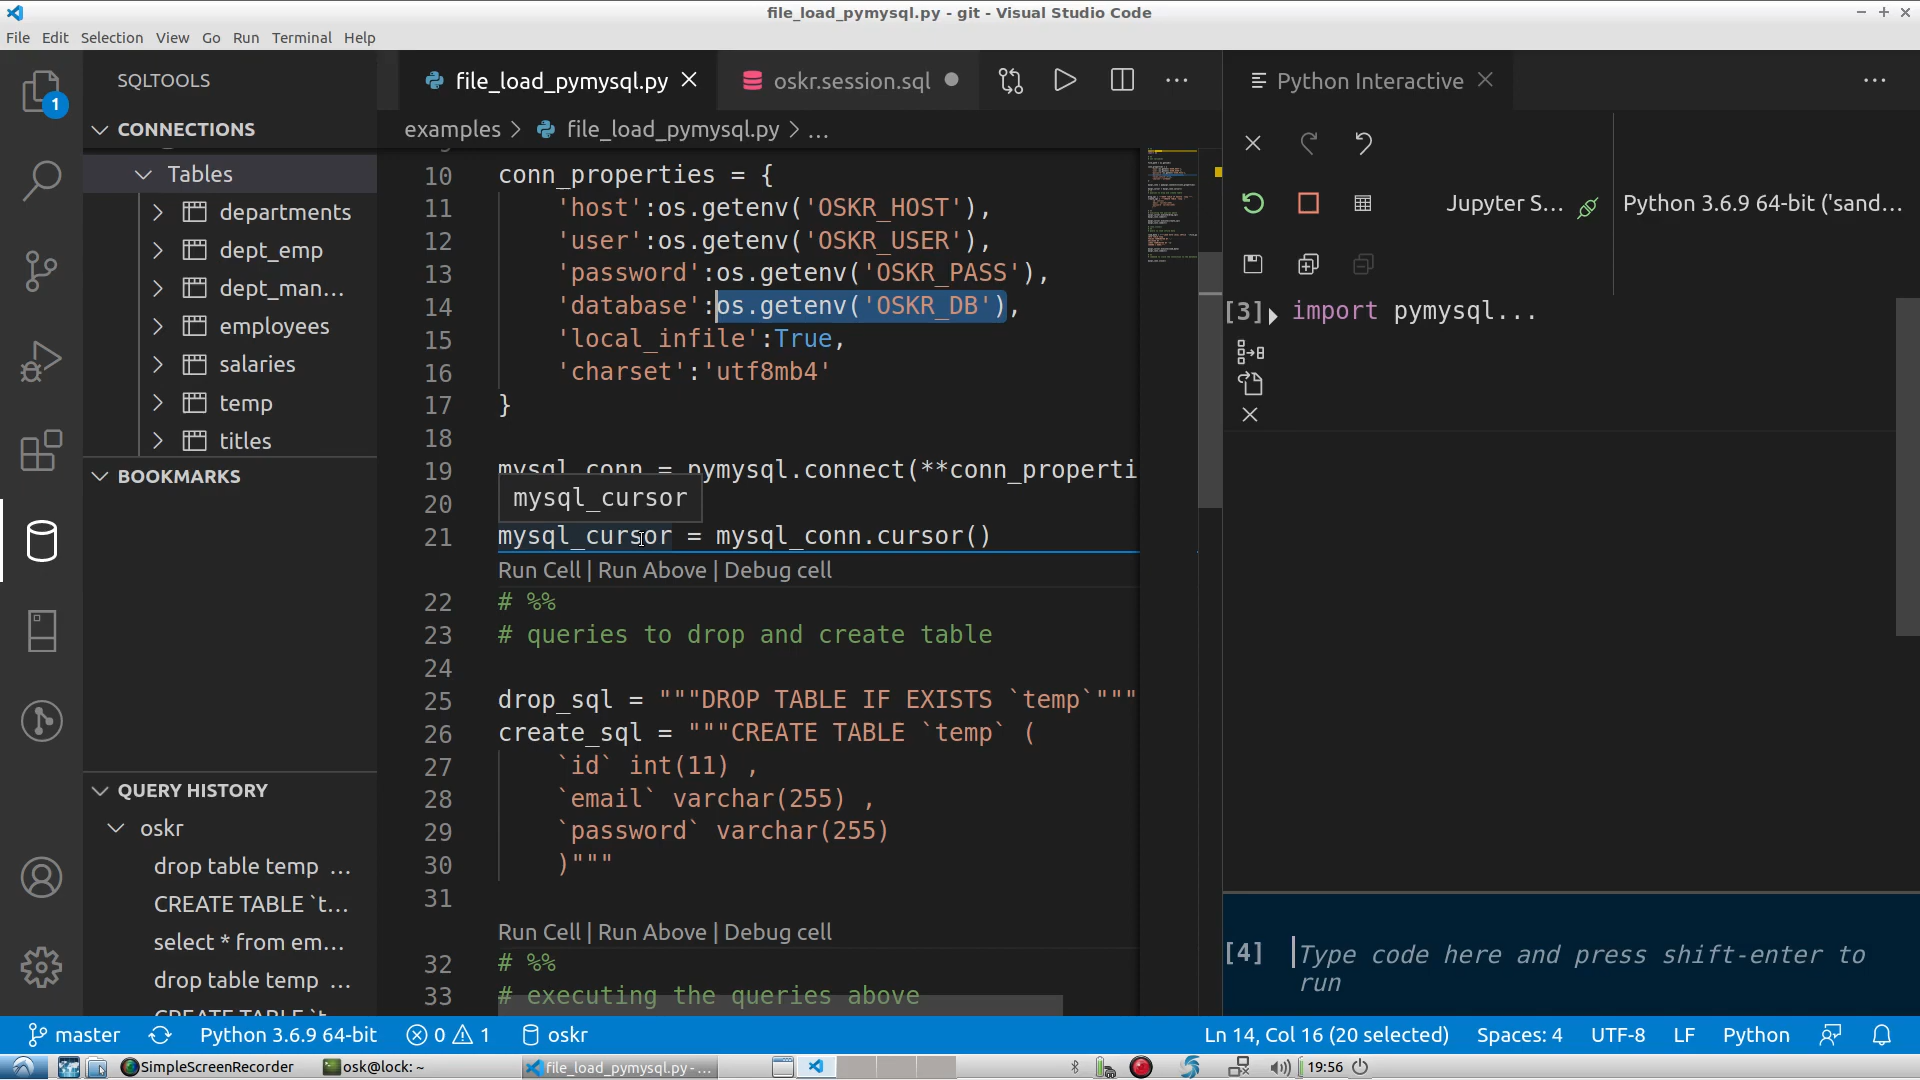 file_load_pymysql.py - git - Visual Studio Code
File Edit Selection View Go Run Terminal Help
1
SQLTOOLS
CONNECTIONS
Tables
departments
dept_emp
dept_man...
employees
salaries
temp
titles
BOOKMARKS
QUERY HISTORY
oskr
drop table temp ...
CREATE TABLE `t...
select * from em...
drop table temp ...
file_load_pymysql.py
oskr.session.sql
examples > file_load_pymysql.py > ...
10 conn_properties = {
11 'host':os.getenv('OSKR_HOST'),
12 'user':os.getenv('OSKR_USER'),
13 'password':os.getenv('OSKR_PASS'),
14 'database':os.getenv('OSKR_DB'),
15 'local_infile':True,
16 'charset':'utf8mb4'
17 }
18
19 mysql_conn = pymysql.connect(**conn_properti
20
mysql_cursor
21 mysql_cursor = mysql_conn.cursor()
Run Cell | Run Above | Debug cell
22 # %%
23 # queries to drop and create table
24
25 drop_sql = """DROP TABLE IF EXISTS `temp`"""
26 create_sql = """CREATE TABLE `temp` (
27 `id` int(11) ,
28 `email` varchar(255) ,
29 `password` varchar(255)
30 )"""
31
Run Cell | Run Above | Debug cell
32 # %%
33 # executing the queries above
Python Interactive
Jupyter S... Python 3.6.9 64-bit ('sand...
[3] import pymysql...
[4] Type code here and press shift-enter to
run
master Python 3.6.9 64-bit 0 1 oskr Ln 14, Col 16 (20 selected) Spaces: 4 UTF-8 LF Python
SimpleScreenRecorder osk@lock: ~ file_load_pymysql.py - ... 19:56